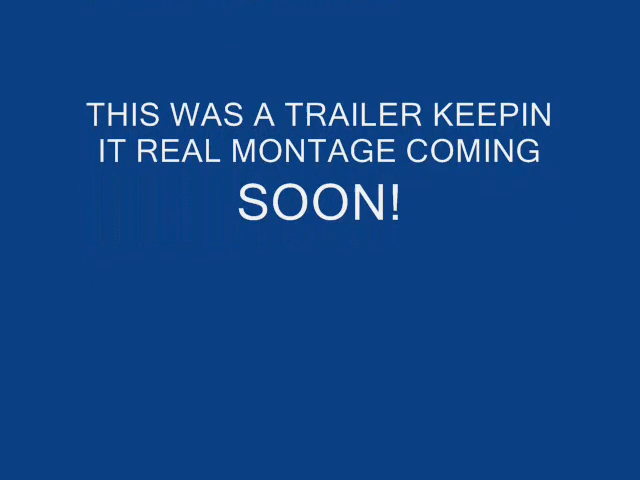 THIS WAS A TRAILER KEEPIN
IT REAL MONTAGE COMING
SOON!